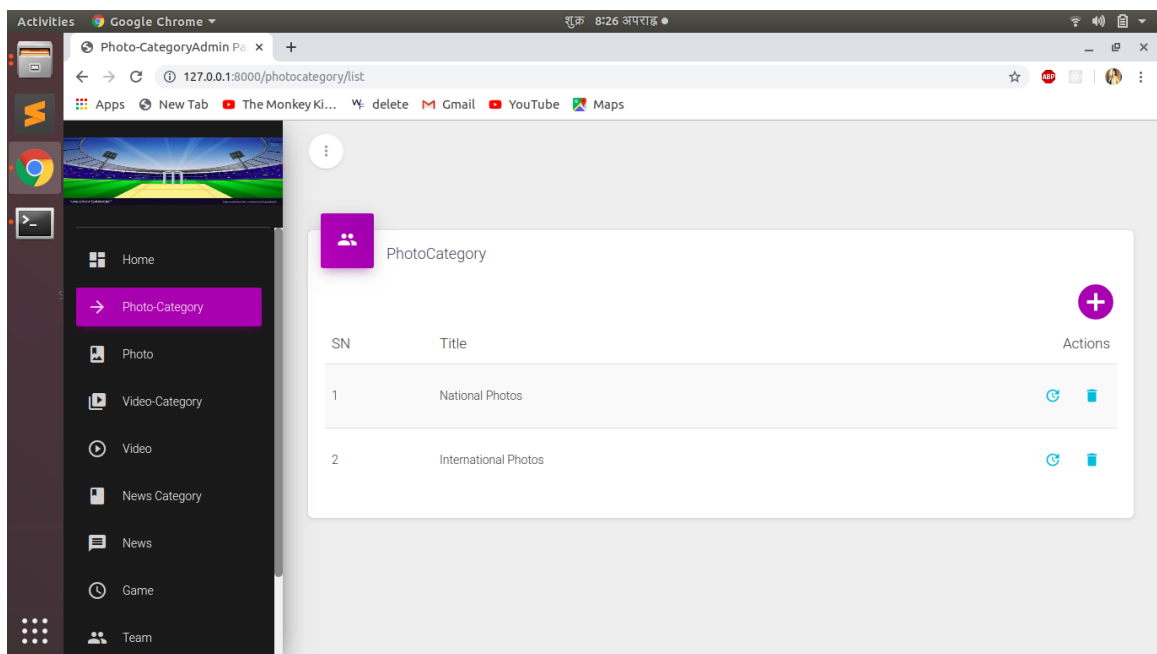 Activities Google Chrome शुक्र 8:26 अपराह्न
Photo-CategoryAdmin Pa
127.0.0.1:8000/photocategory/list
ABP
Apps New Tab The Monkey Ki... delete Gmail YouTube Maps
Home
Photo-Category
Photo
Video-Category
Video
News Category
News
Game
Team
PhotoCategory
SN Title Actions
1 National Photos
2 International Photos